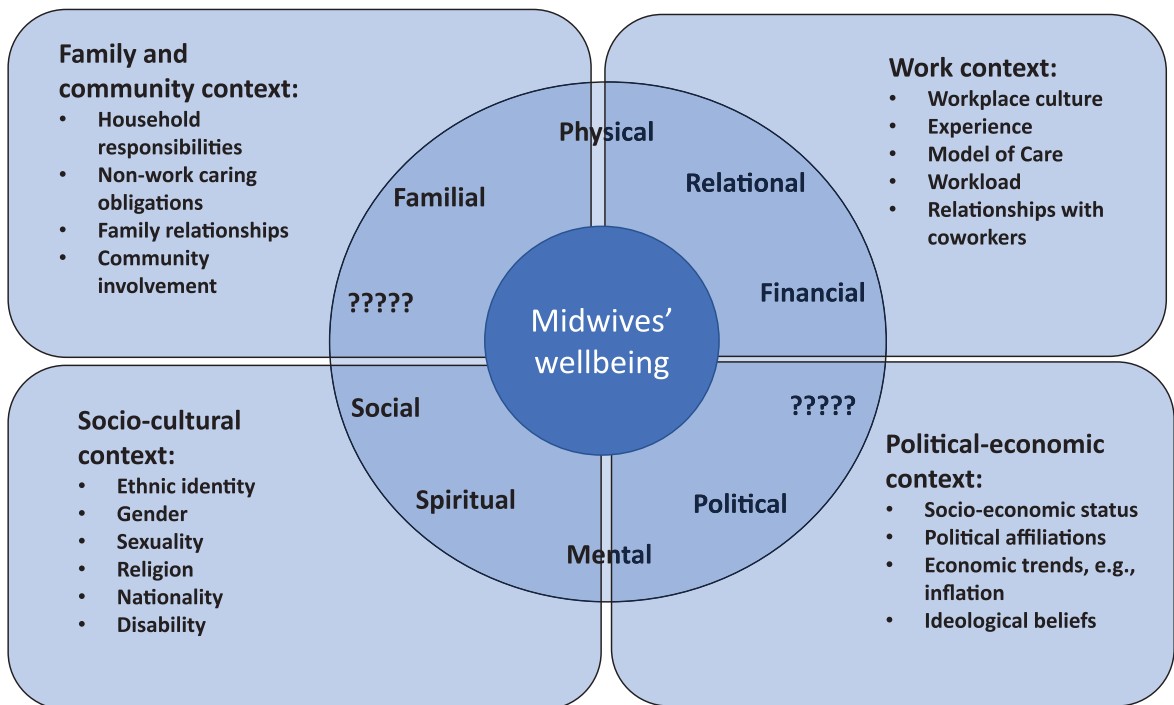 Family and
community context:
• Household
responsibilities
• Non-work caring
obligations
• Family relationships
• Community
involvement
Work context:
• Workplace culture
• Experience
• Model of Care
• Workload
• Relationships with
coworkers
Physical
Relational
Familial
Financial
?????
Midwives’
wellbeing
Social
?????
Spiritual
Political
Mental
Socio-cultural
context:
• Ethnic identity
• Gender
• Sexuality
• Religion
• Nationality
• Disability
Political-economic
context:
• Socio-economic status
• Political affiliations
• Economic trends, e.g.,
inflation
• Ideological beliefs